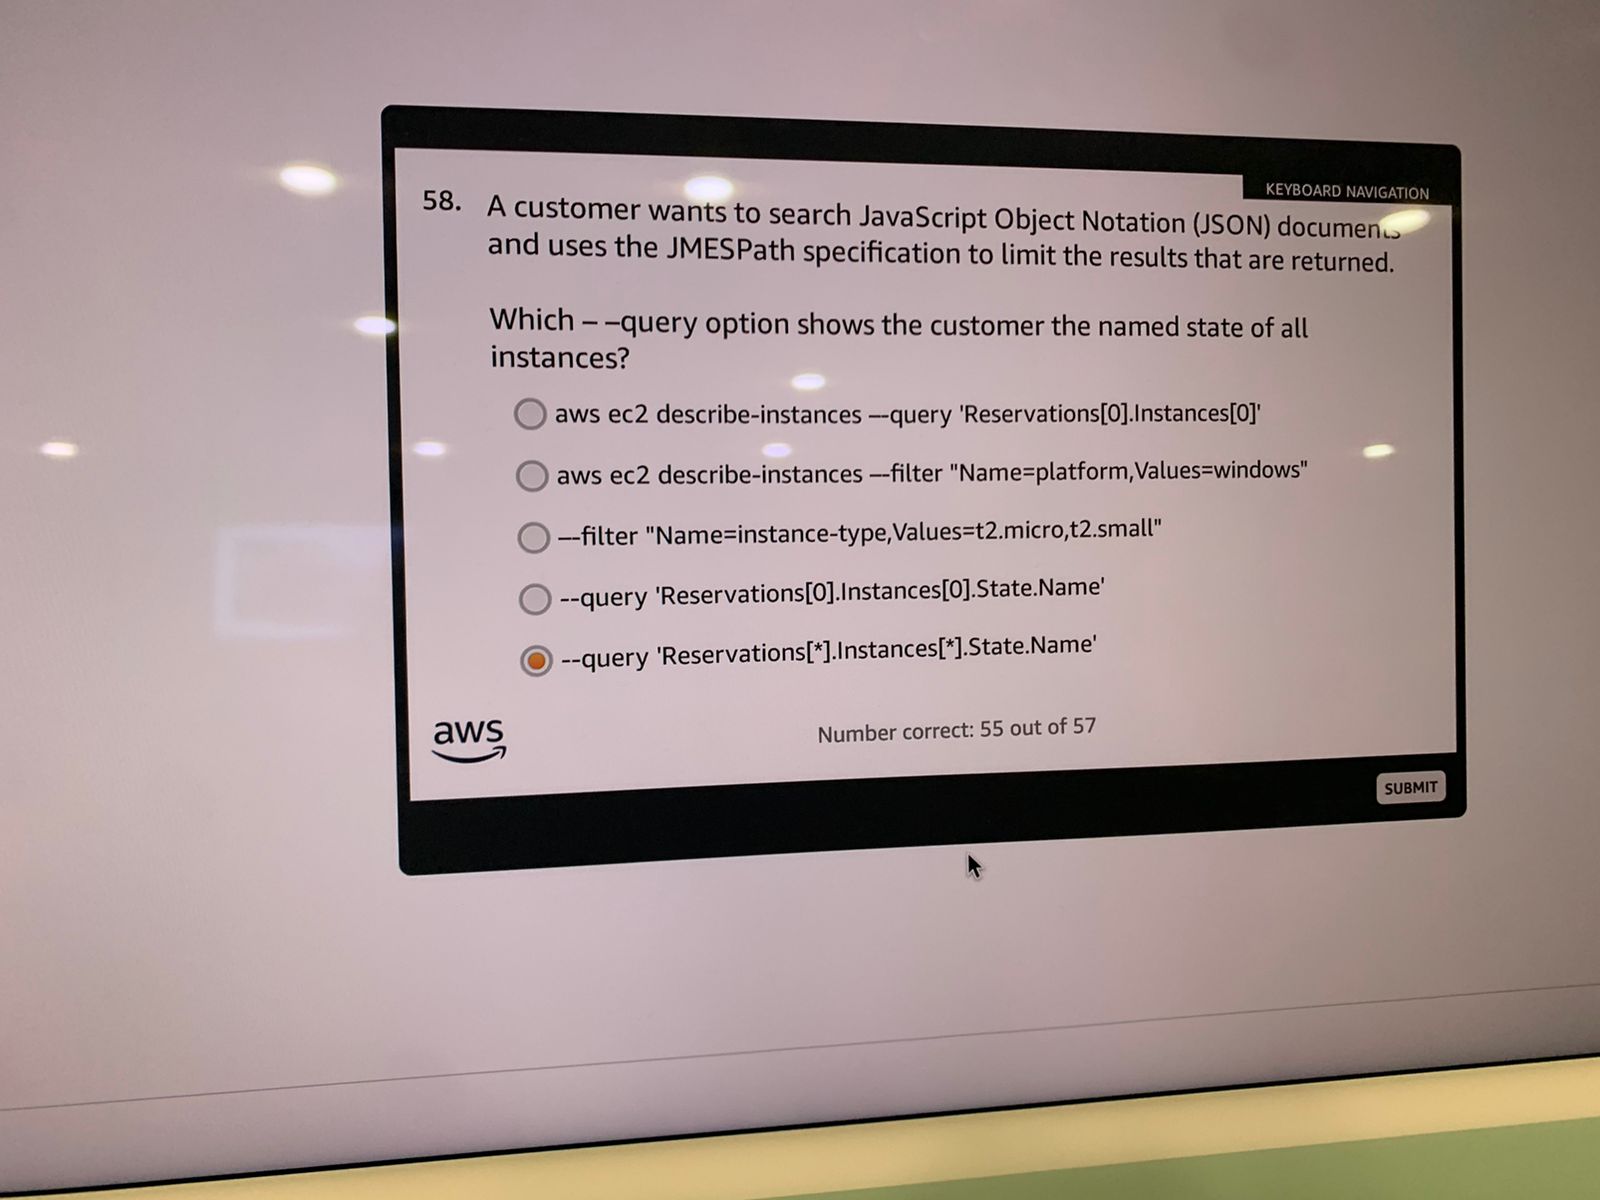 KEYBOARD NAVIGATION
58. A customer wants to search JavaScript Object Notation (JSON) documents
and uses the JMESPath specification to limit the results that are returned.
Which – –query option shows the customer the named state of all
instances?
aws ec2 describe-instances —query 'Reservations[0].Instances[0]'
aws ec2 describe-instances —filter "Name=platform,Values=windows"
—filter "Name=instance-type,Values=t2.micro,t2.small"
--query 'Reservations[0].Instances[0].State.Name'
--query 'Reservations[*].Instances[*].State.Name'
aws
Number correct: 55 out of 57
SUBMIT